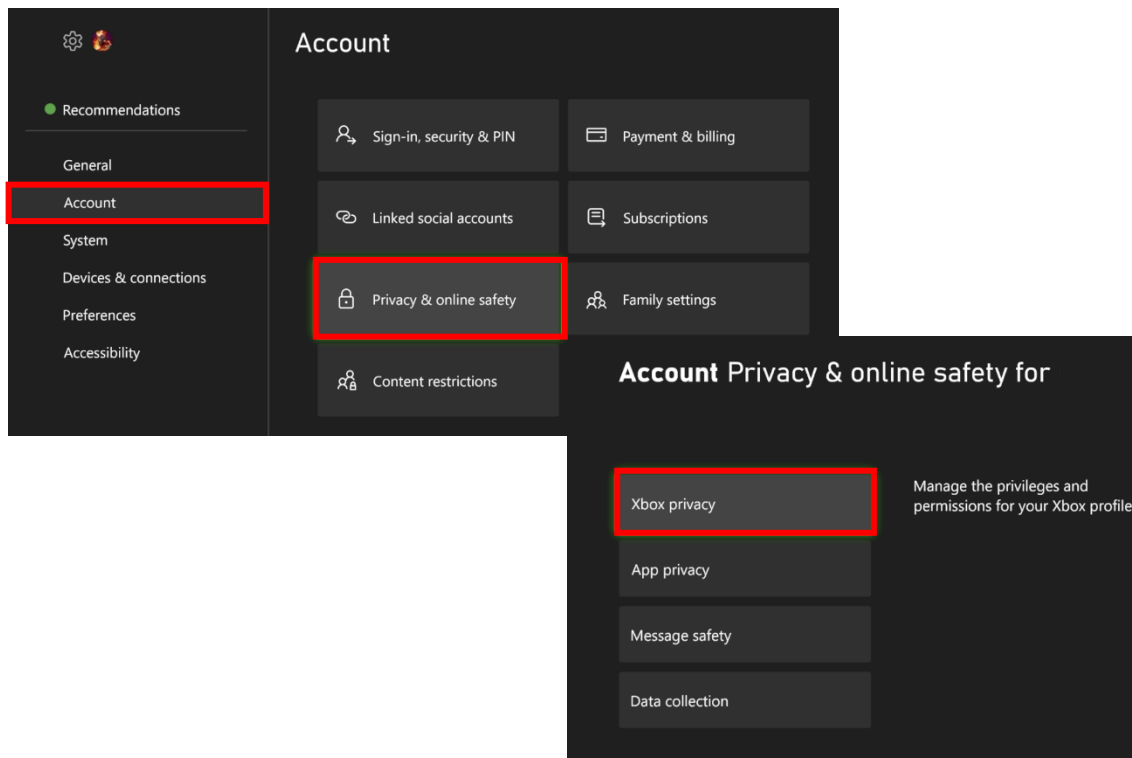 Account
Recommendations
General
Account
System
Devices & connections
Preferences
Accessibility
Sign-in, security & PIN
Payment & billing
Linked social accounts
Subscriptions
Privacy & online safety
Family settings
Content restrictions
Account Privacy & online safety for
Xbox privacy
App privacy
Message safety
Data collection
Manage the privileges and
permissions for your Xbox profile